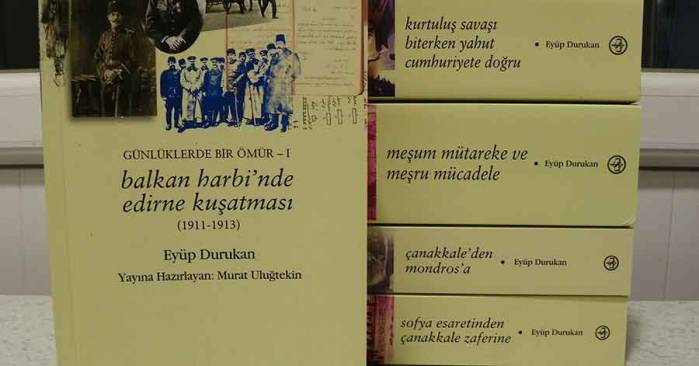 GÜNLÜKLERDE BİR ÖMÜR – I
balkan harbi'nde
edirne kuşatması
(1911-1913)
Eyüp Durukan
Yayına Hazırlayan: Murat Uluğtekin
kurtuluş savaşı
biterken yahut
cumhuriyete doğru
• Eyüp Durukan
meşum mütareke ve
meşru mücadele
• Eyüp Durukan
çanakkale'den
mondros'a
• Eyüp Durukan
sofya esaretinden
çanakkale zaferine
• Eyüp Durukan